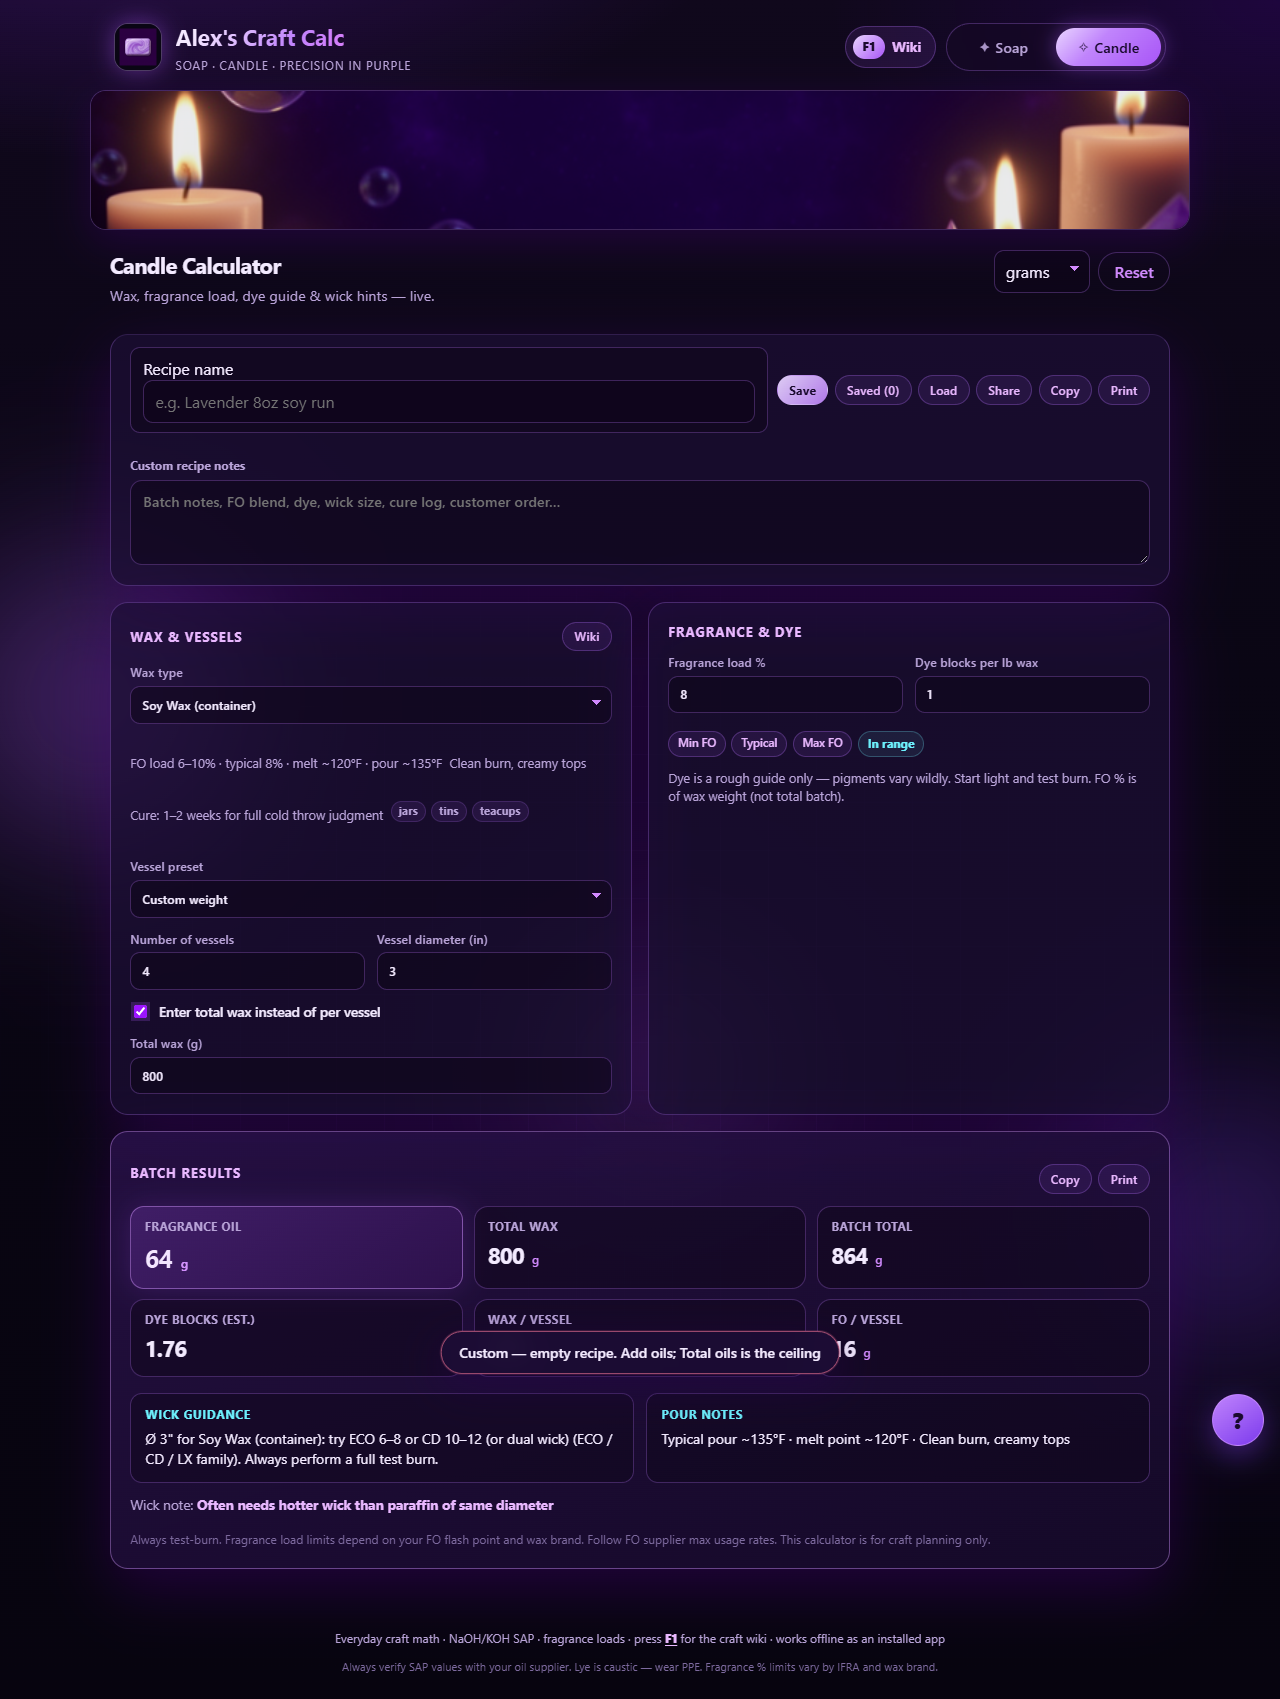 Alex's Craft Calc
SOAP · CANDLE · PRECISION IN PURPLE
F1 Wiki
✦ Soap
✧ Candle
Candle Calculator
Wax, fragrance load, dye guide & wick hints — live.
grams
Reset
Recipe name
e.g. Lavender 8oz soy run
Save
Saved (0)
Load
Share
Copy
Print
Custom recipe notes
Batch notes, FO blend, dye, wick size, cure log, customer order...
WAX & VESSELS
Wiki
Wax type
Soy Wax (container)
FO load 6–10% · typical 8% · melt ~120°F · pour ~135°F Clean burn, creamy tops
Cure: 1–2 weeks for full cold throw judgment
jars
tins
teacups
Vessel preset
Custom weight
Number of vessels
Vessel diameter (in)
4
3
Enter total wax instead of per vessel
Total wax (g)
800
FRAGRANCE & DYE
Fragrance load %
Dye blocks per lb wax
8
1
Min FO
Typical
Max FO
In range
Dye is a rough guide only — pigments vary wildly. Start light and test burn. FO % is
of wax weight (not total batch).
BATCH RESULTS
Copy
Print
FRAGRANCE OIL
64 g
TOTAL WAX
800 g
BATCH TOTAL
864 g
DYE BLOCKS (EST.)
1.76
WAX / VESSEL
FO / VESSEL
16 g
Custom — empty recipe. Add oils; Total oils is the ceiling
WICK GUIDANCE
Ø 3" for Soy Wax (container): try ECO 6–8 or CD 10–12 (or dual wick) (ECO /
CD / LX family). Always perform a full test burn.
POUR NOTES
Typical pour ~135°F · melt point ~120°F · Clean burn, creamy tops
?
Wick note: Often needs hotter wick than paraffin of same diameter
Always test-burn. Fragrance load limits depend on your FO flash point and wax brand. Follow FO supplier max usage rates. This calculator is for craft planning only.
Everyday craft math · NaOH/KOH SAP · fragrance loads · press F1 for the craft wiki · works offline as an installed app
Always verify SAP values with your oil supplier. Lye is caustic — wear PPE. Fragrance % limits vary by IFRA and wax brand.